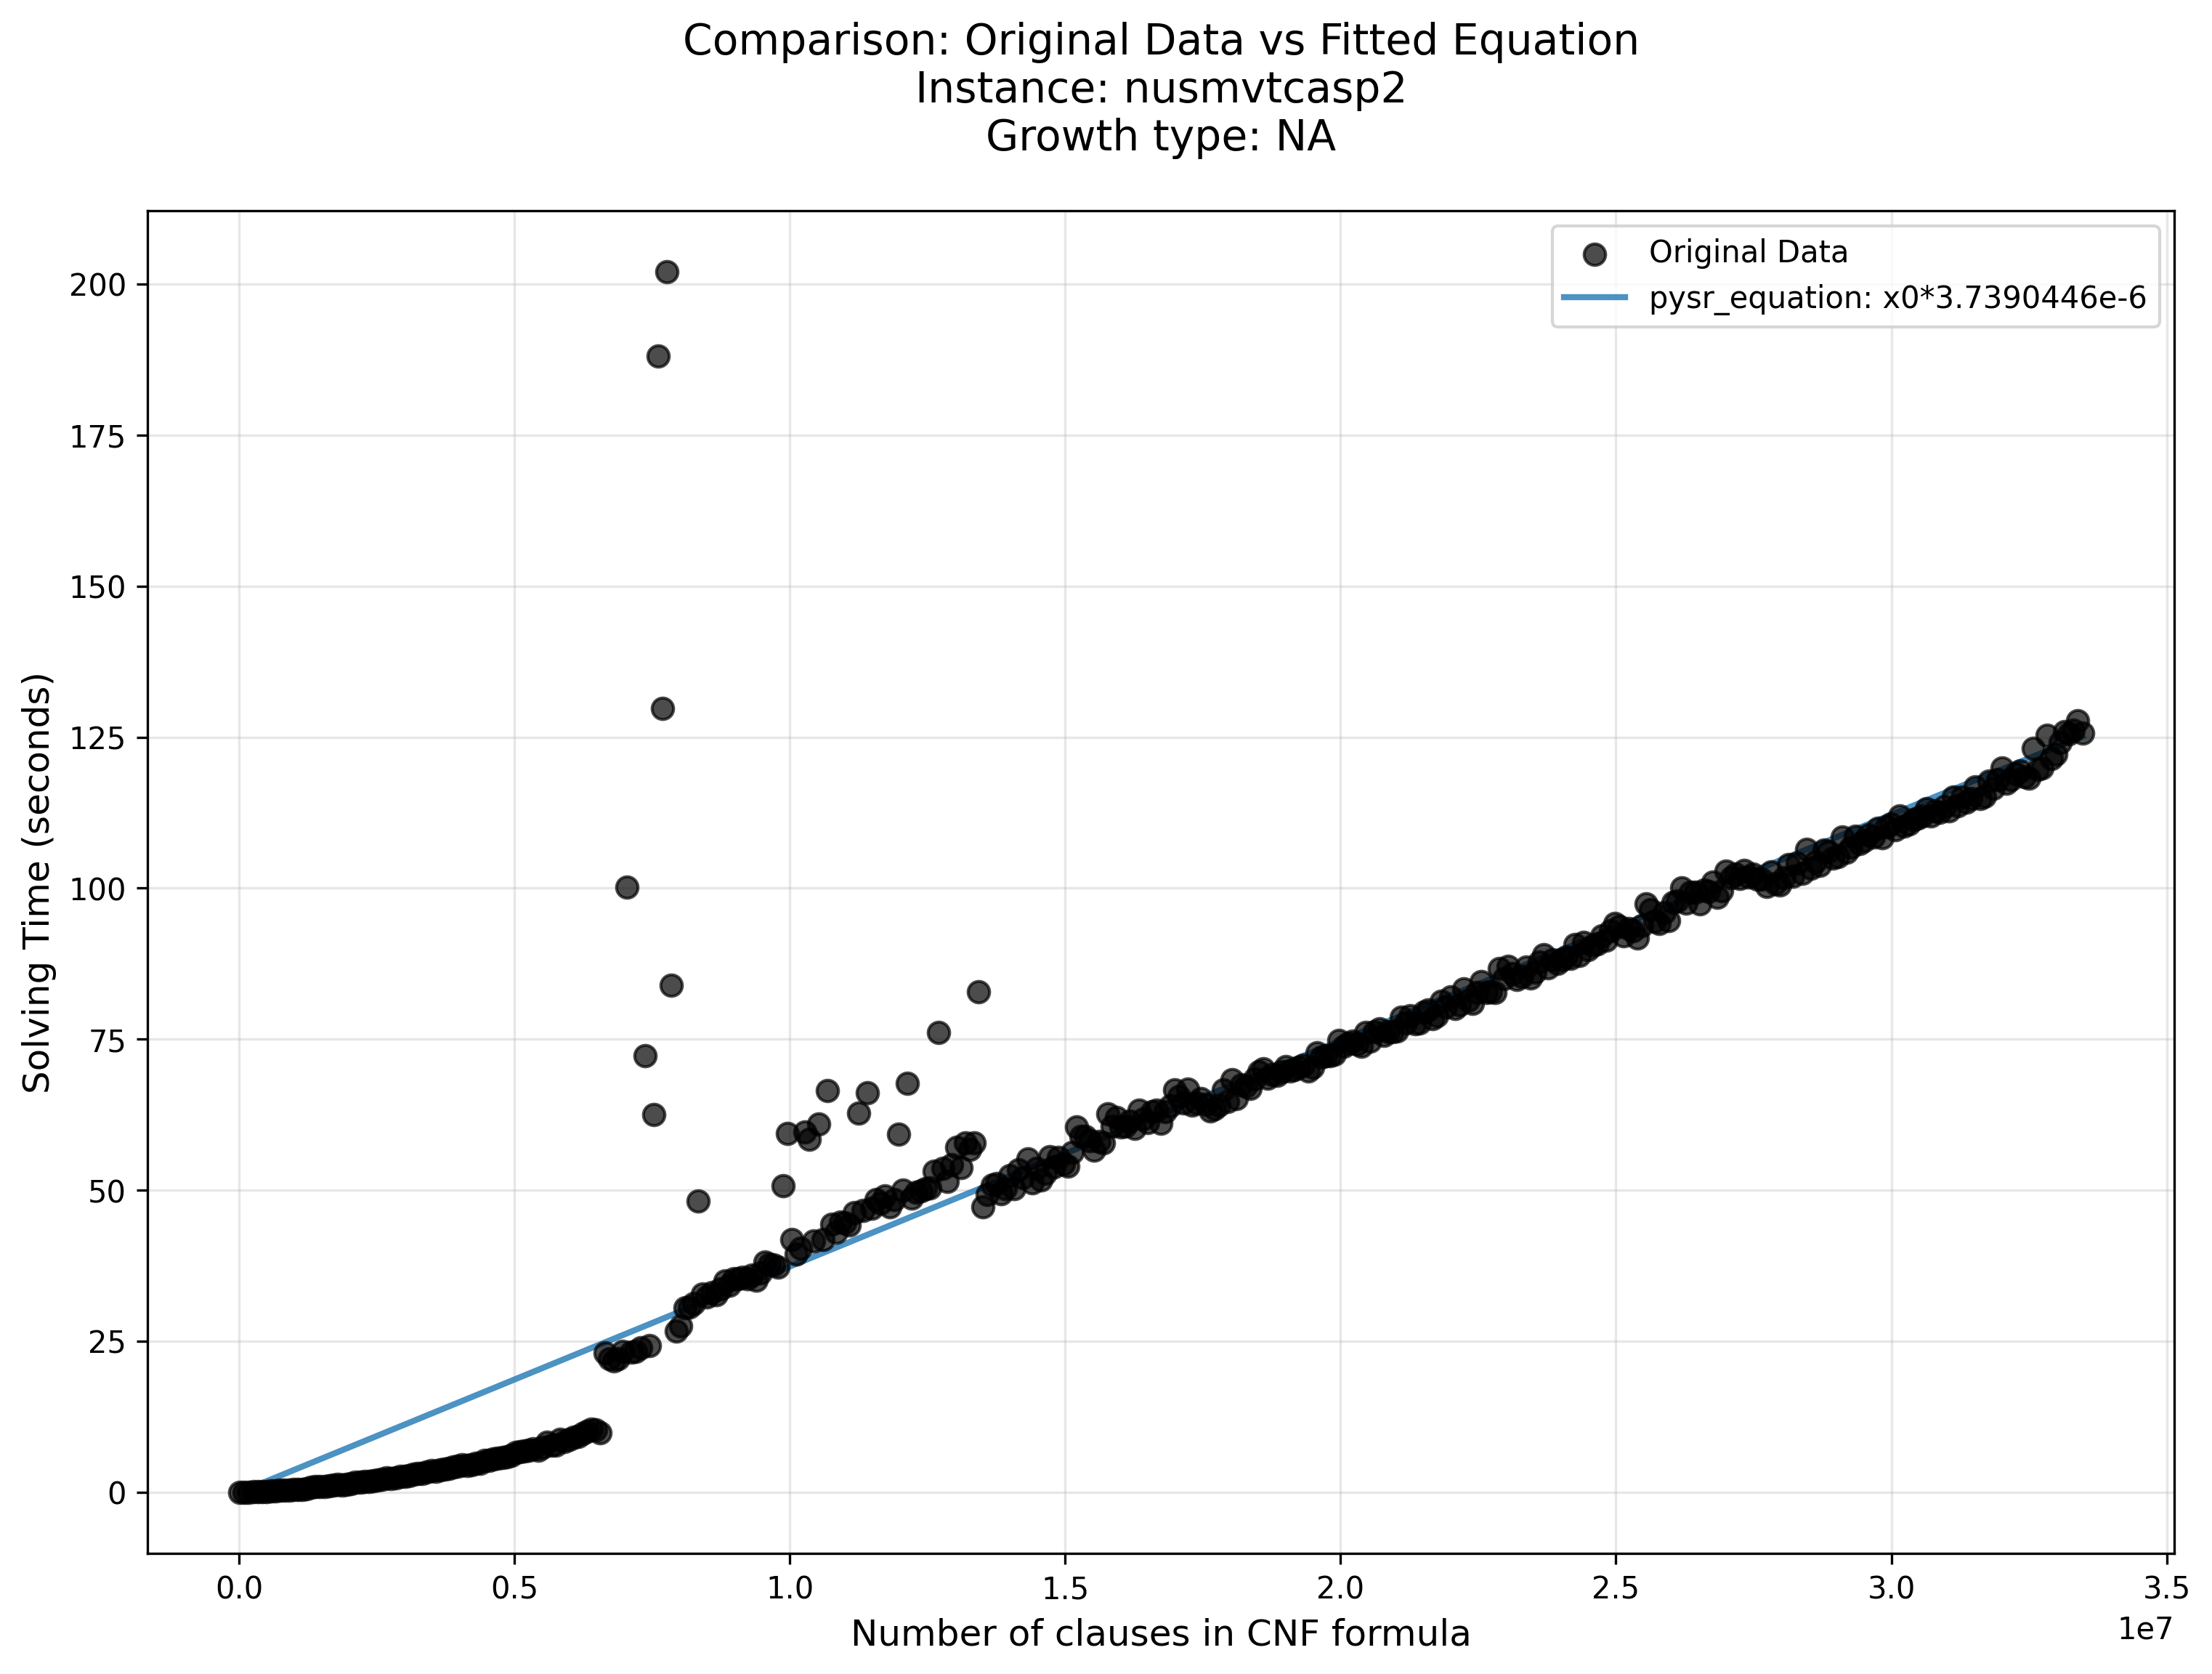 Comparison: Original Data vs Fitted Equation
Instance: nusmvtcasp2
Growth type: NA
Original Data
pysr_equation: x0*3.7390446e-6
Solving Time (seconds)
200
175
150
125
100
75
50
25
0
0.0 0.5 1.0 1.5 2.0 2.5 3.0 3.5
1e7
Number of clauses in CNF formula